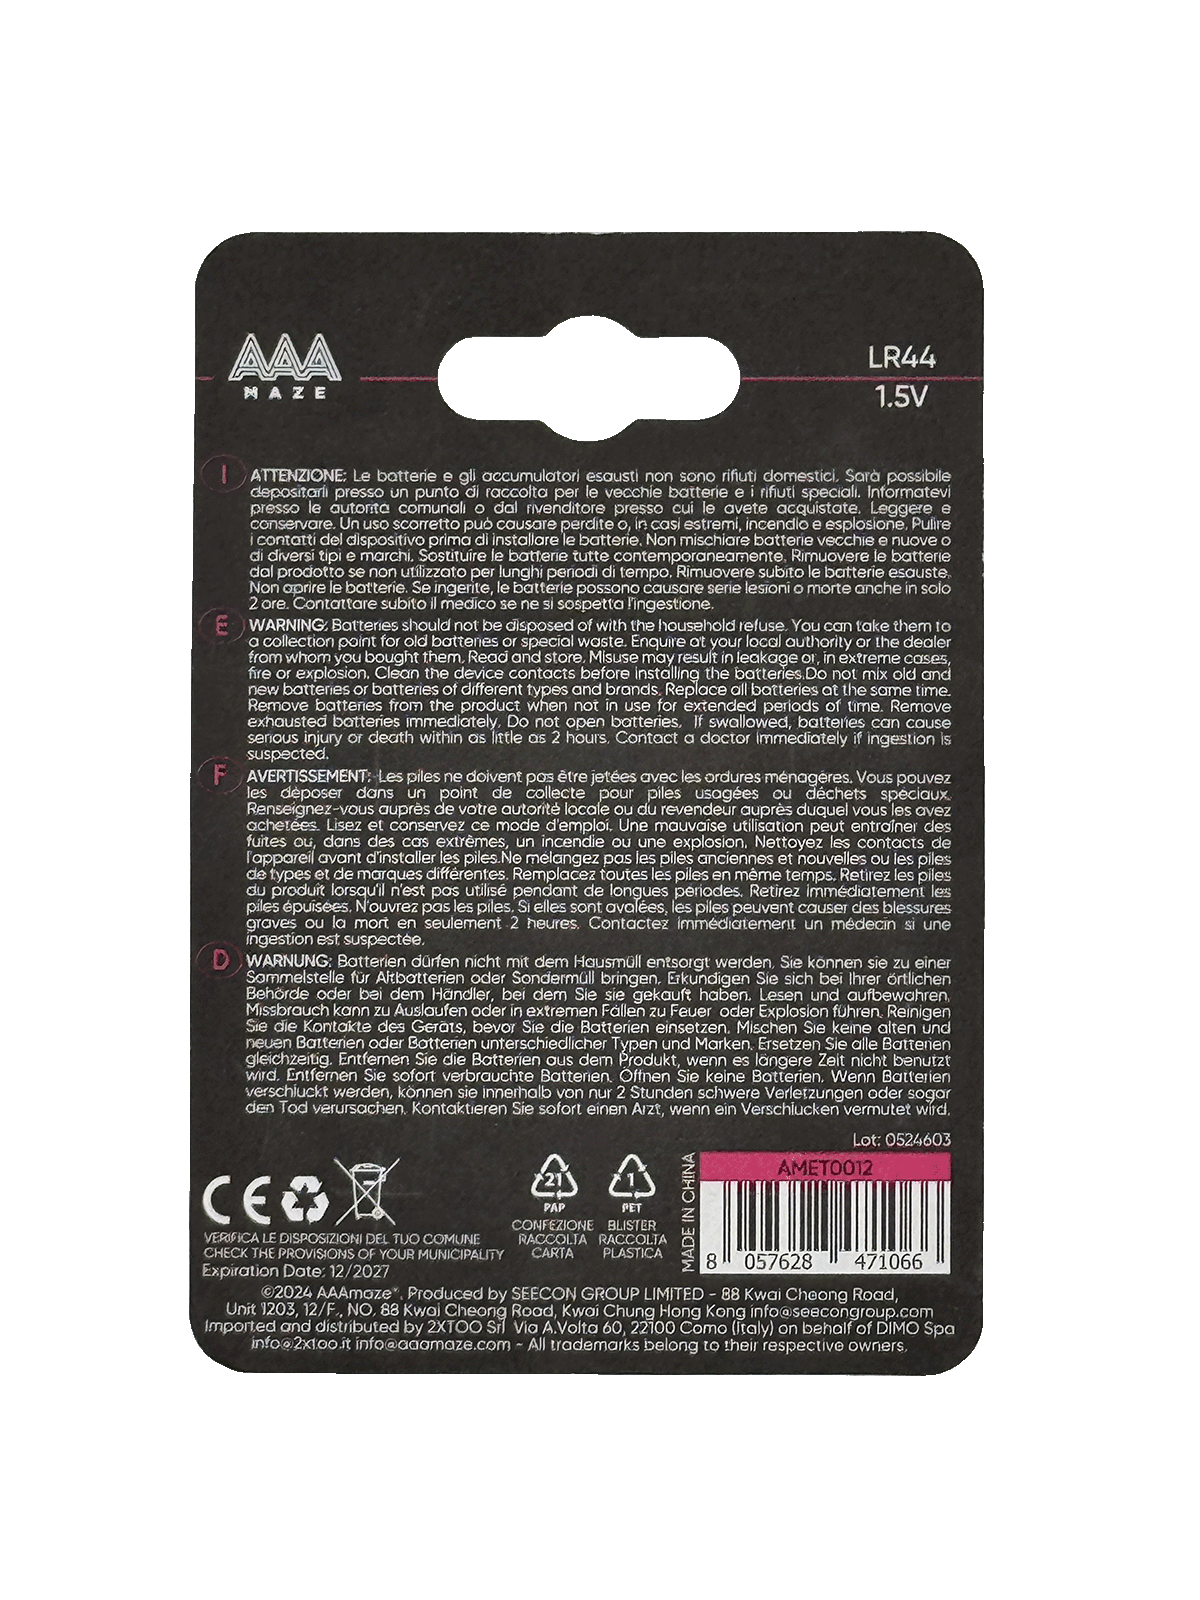 AAA
MAZE
LR44
1.5V
I
ATTENZIONE: Le batterie e gli accumulatori esausti non sono rifiuti domestici. Sarà possibile
depositarli presso un punto di raccolta per le vecchie batterie e i rifiuti speciali. Informatevi
presso le autorità comunali o dal rivenditore presso cui le avete acquistate. Leggere e
conservare. Un uso scorretto può causare perdite o, in casi estremi, incendio e esplosione. Pulire
i contatti del dispositivo prima di installare le batterie. Non mischiare batterie vecchie e nuove o
di diversi tipi e marchi. Sostituire le batterie tutte contemporaneamente. Rimuovere le batterie
dal prodotto se non utilizzato per lunghi periodi di tempo. Rimuovere subito le batterie esauste.
Non aprire le batterie. Se ingerite, le batterie possono causare serie lesioni o morte anche in solo
2 ore. Contattare subito il medico se ne si sospetta l'ingestione.
E
WARNING: Batteries should not be disposed of with the household refuse. You can take them to
a collection point for old batteries or special waste. Enquire at your local authority or the dealer
from whom you bought them. Read and store. Misuse may result in leakage or, in extreme cases,
fire or explosion. Clean the device contacts before installing the batteries.Do not mix old and
new batteries or batteries of different types and brands. Replace all batteries at the same time.
Remove batteries from the product when not in use for extended periods of time. Remove
exhausted batteries immediately. Do not open batteries. If swallowed, batteries can cause
serious injury or death within as little as 2 hours. Contact a doctor immediately if ingestion is
suspected.
F
AVERTISSEMENT: Les piles ne doivent pas être jetées avec les ordures ménagères. Vous pouvez
les déposer dans un point de collecte pour piles usagées ou déchets spéciaux.
Renseignez-vous auprès de votre autorité locale ou du revendeur auprès duquel vous les avez
achetées. Lisez et conservez ce mode d'emploi. Une mauvaise utilisation peut entraîner des
fuites ou, dans des cas extrêmes, un incendie ou une explosion. Nettoyez les contacts de
l'appareil avant d'installer les piles.Ne mélangez pas les piles anciennes et nouvelles ou les piles
de types et de marques différentes. Remplacez toutes les piles en même temps. Retirez les piles
du produit lorsqu'il n'est pas utilisé pendant de longues périodes. Retirez immédiatement les
piles épuisées. N'ouvrez pas les piles. Si elles sont avalées, les piles peuvent causer des blessures
graves ou la mort en seulement 2 heures. Contactez immédiatement un médecin si une
ingestion est suspectée.
D
WARNUNG: Batterien dürfen nicht mit dem Hausmüll entsorgt werden. Sie können sie zu einer
Sammelstelle für Altbatterien oder Sondermüll bringen. Erkundigen Sie sich bei Ihrer örtlichen
Behörde oder bei dem Händler, bei dem Sie sie gekauft haben. Lesen und aufbewahren.
Missbrauch kann zu Auslaufen oder in extremen Fällen zu Feuer oder Explosion führen. Reinigen
Sie die Kontakte des Geräts, bevor Sie die Batterien einsetzen. Mischen Sie keine alten und
neuen Batterien oder Batterien unterschiedlicher Typen und Marken. Ersetzen Sie alle Batterien
gleichzeitig. Entfernen Sie die Batterien aus dem Produkt, wenn es längere Zeit nicht benutzt
wird. Entfernen Sie sofort verbrauchte Batterien. Öffnen Sie keine Batterien. Wenn Batterien
verschluckt werden, können sie innerhalb von nur 2 Stunden schwere Verletzungen oder sogar
den Tod verursachen. Kontaktieren Sie sofort einen Arzt, wenn ein Verschlucken vermutet wird.
Lot: 0524603
CE
21
PAP
CONFEZIONE
RACCOLTA
CARTA
1
PET
BLISTER
RACCOLTA
PLASTICA
MADE IN CHINA
AMET0012
8 057628 471066
VERIFICA LE DISPOSIZIONI DEL TUO COMUNE
CHECK THE PROVISIONS OF YOUR MUNICIPALITY
Expiration Date: 12/2027
©2024 AAAmaze®. Produced by SEECON GROUP LIMITED - 88 Kwai Cheong Road,
Unit 1203, 12/F., NO. 88 Kwai Cheong Road, Kwai Chung Hong Kong info@seecongroup.com
Imported and distributed by 2XTOO Srl Via A.Volta 60, 22100 Como (Italy) on behalf of DIMO Spa
info@2xtoo.it info@aaamaze.com - All trademarks belong to their respective owners.